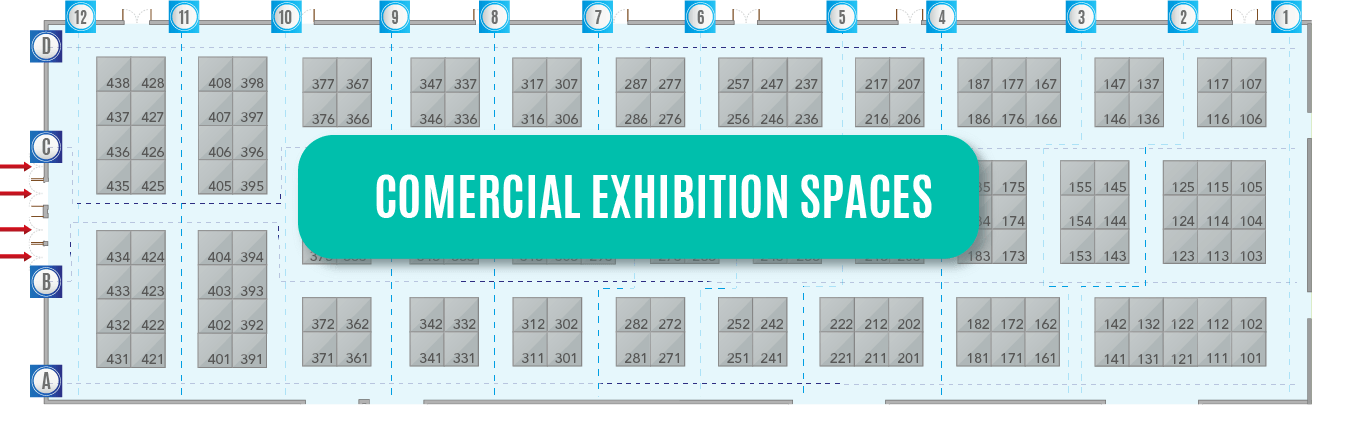 12 11 10 9 8 7 6 5 4 3 2 1
D
438 428 408 398 377 367 347 337 317 307 287 277 257 247 237 217 207 187 177 167 147 137 117 107
437 427 407 397 376 366 346 336 316 306 286 276 256 246 236 216 206 186 176 166 146 136 116 106
C
436 426 406 396
435 425 405 395 175 155 145 125 115 105
COMERCIAL EXHIBITION SPACES
174 154 144 124 114 104
434 424 404 394 183 173 153 143 123 113 103
B
433 423 403 393
432 422 402 392 372 362 342 332 312 302 282 272 252 242 222 212 202 182 172 162 142 132 122 112 102
431 421 401 391 371 361 341 331 311 301 281 271 251 241 221 211 201 181 171 161 141 131 121 111 101
A